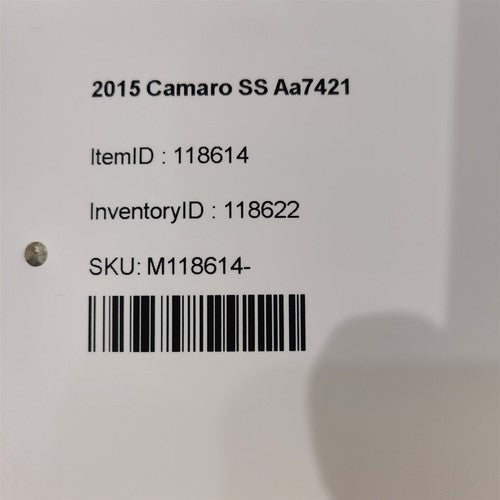 2015 Camaro SS Aa7421
ItemID : 118614
InventoryID : 118622
SKU: M118614-